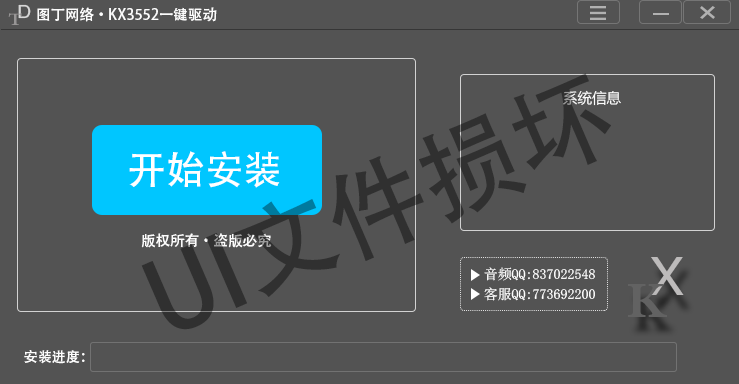 TD 图丁网络·KX3552一键驱动
系统信息
开始安装
版权所有·盗版必究
UI文件损坏
音频QQ:837022548
客服QQ:773692200
KX
安装进度: